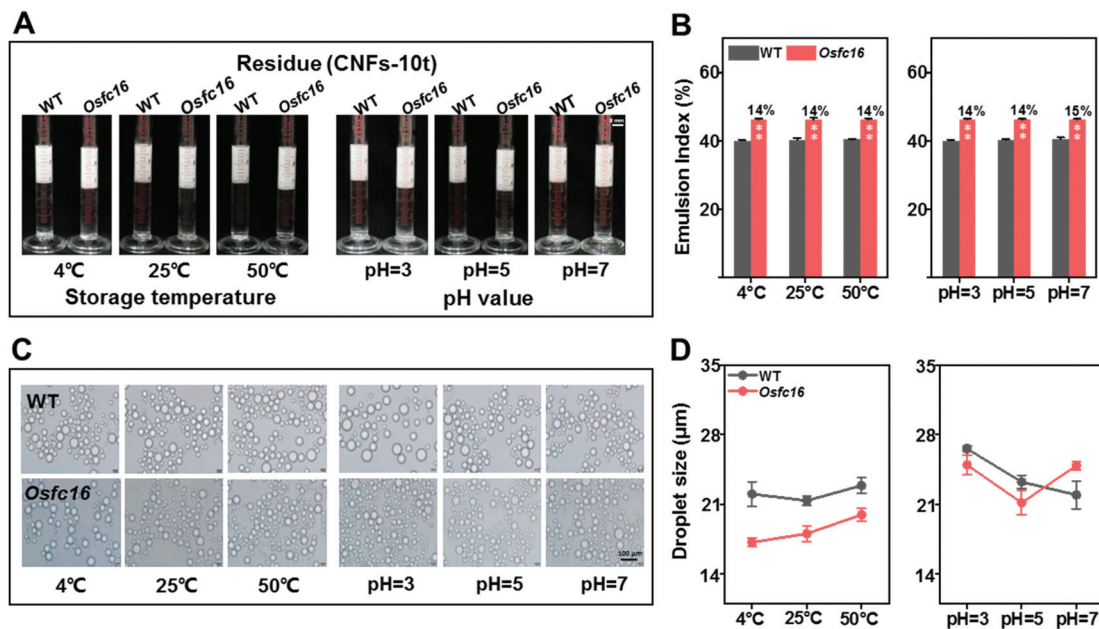 A
Residue (CNFs-10t)
WT Osfc16 WT Osfc16 WT Osfc16 WT Osfc16 WT Osfc16 WT Osfc16
4℃ 25℃ 50℃ pH=3 pH=5 pH=7
Storage temperature pH value
B
Emulsion Index (%)
WT Osfc16
60 60
40 40
20 20
14% 14% 14% 14% 14% 15%
** ** ** ** ** **
4°C 25°C 50°C pH=3 pH=5 pH=7
C
WT
Osfc16
100 μm
4℃ 25℃ 50℃ pH=3 pH=5 pH=7
D
Droplet size (μm)
WT
Osfc16
35 35
28 28
21 21
14 14
4°C 25°C 50°C pH=3 pH=5 pH=7